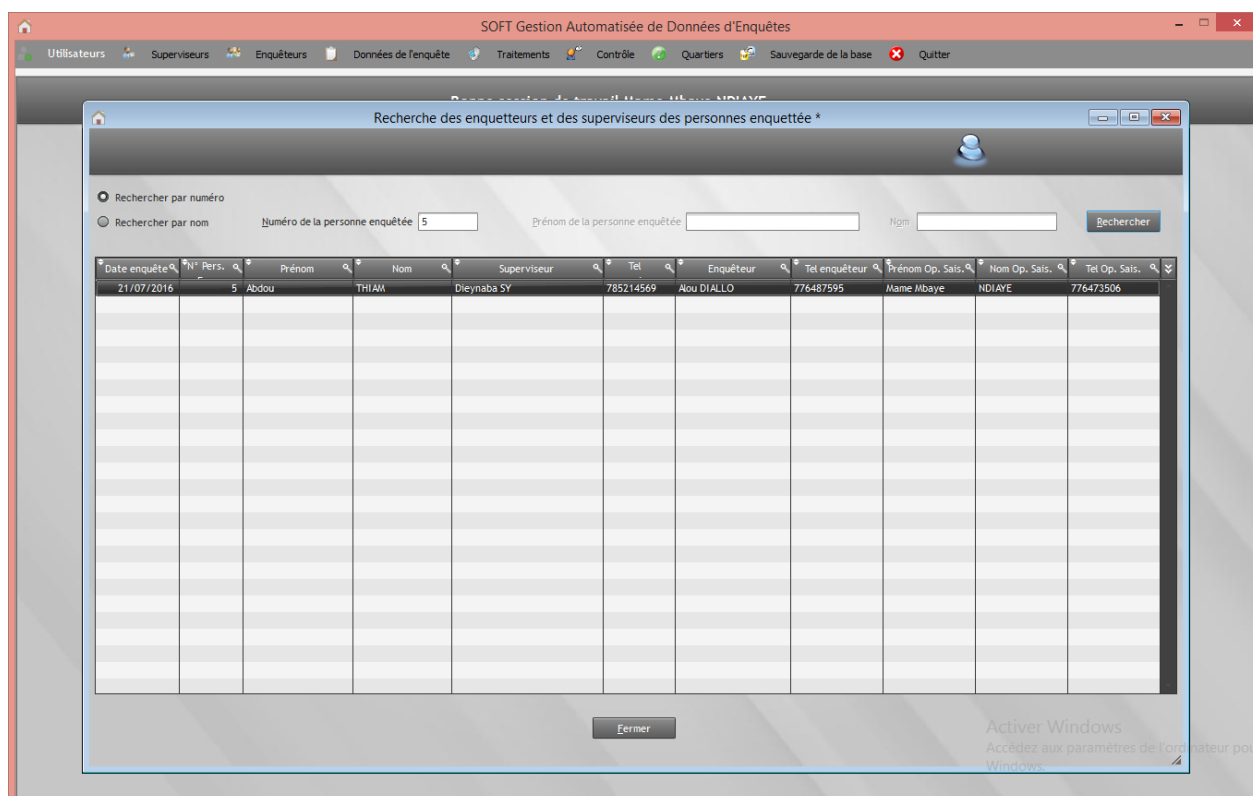 SOFT Gestion Automatisée de Données d'Enquêtes
Utilisateurs Superviseurs Enquêteurs Données de l'enquête Traitements Contrôle Quartiers Sauvegarde de la base Quitter
Recherche des enquetteurs et des superviseurs des personnes enquettée *
Rechercher par numéro
Rechercher par nom Numéro de la personne enquêtée 5 Prénom de la personne enquêtée Nom Rechercher
Date enquête N° Pers. Prénom Nom Superviseur Tel Enquêteur Tel enquêteur Prénom Op. Sais. Nom Op. Sais. Tel Op. Sais.
21/07/2016 5 Abdou THIAM Dieynaba SY 785214569 Alou DIALLO 776487595 Mame Mbaye NDIAYE 776473506
Fermer
Activer Windows
Accédez aux paramètres de l'ordinateur pou
Windows.